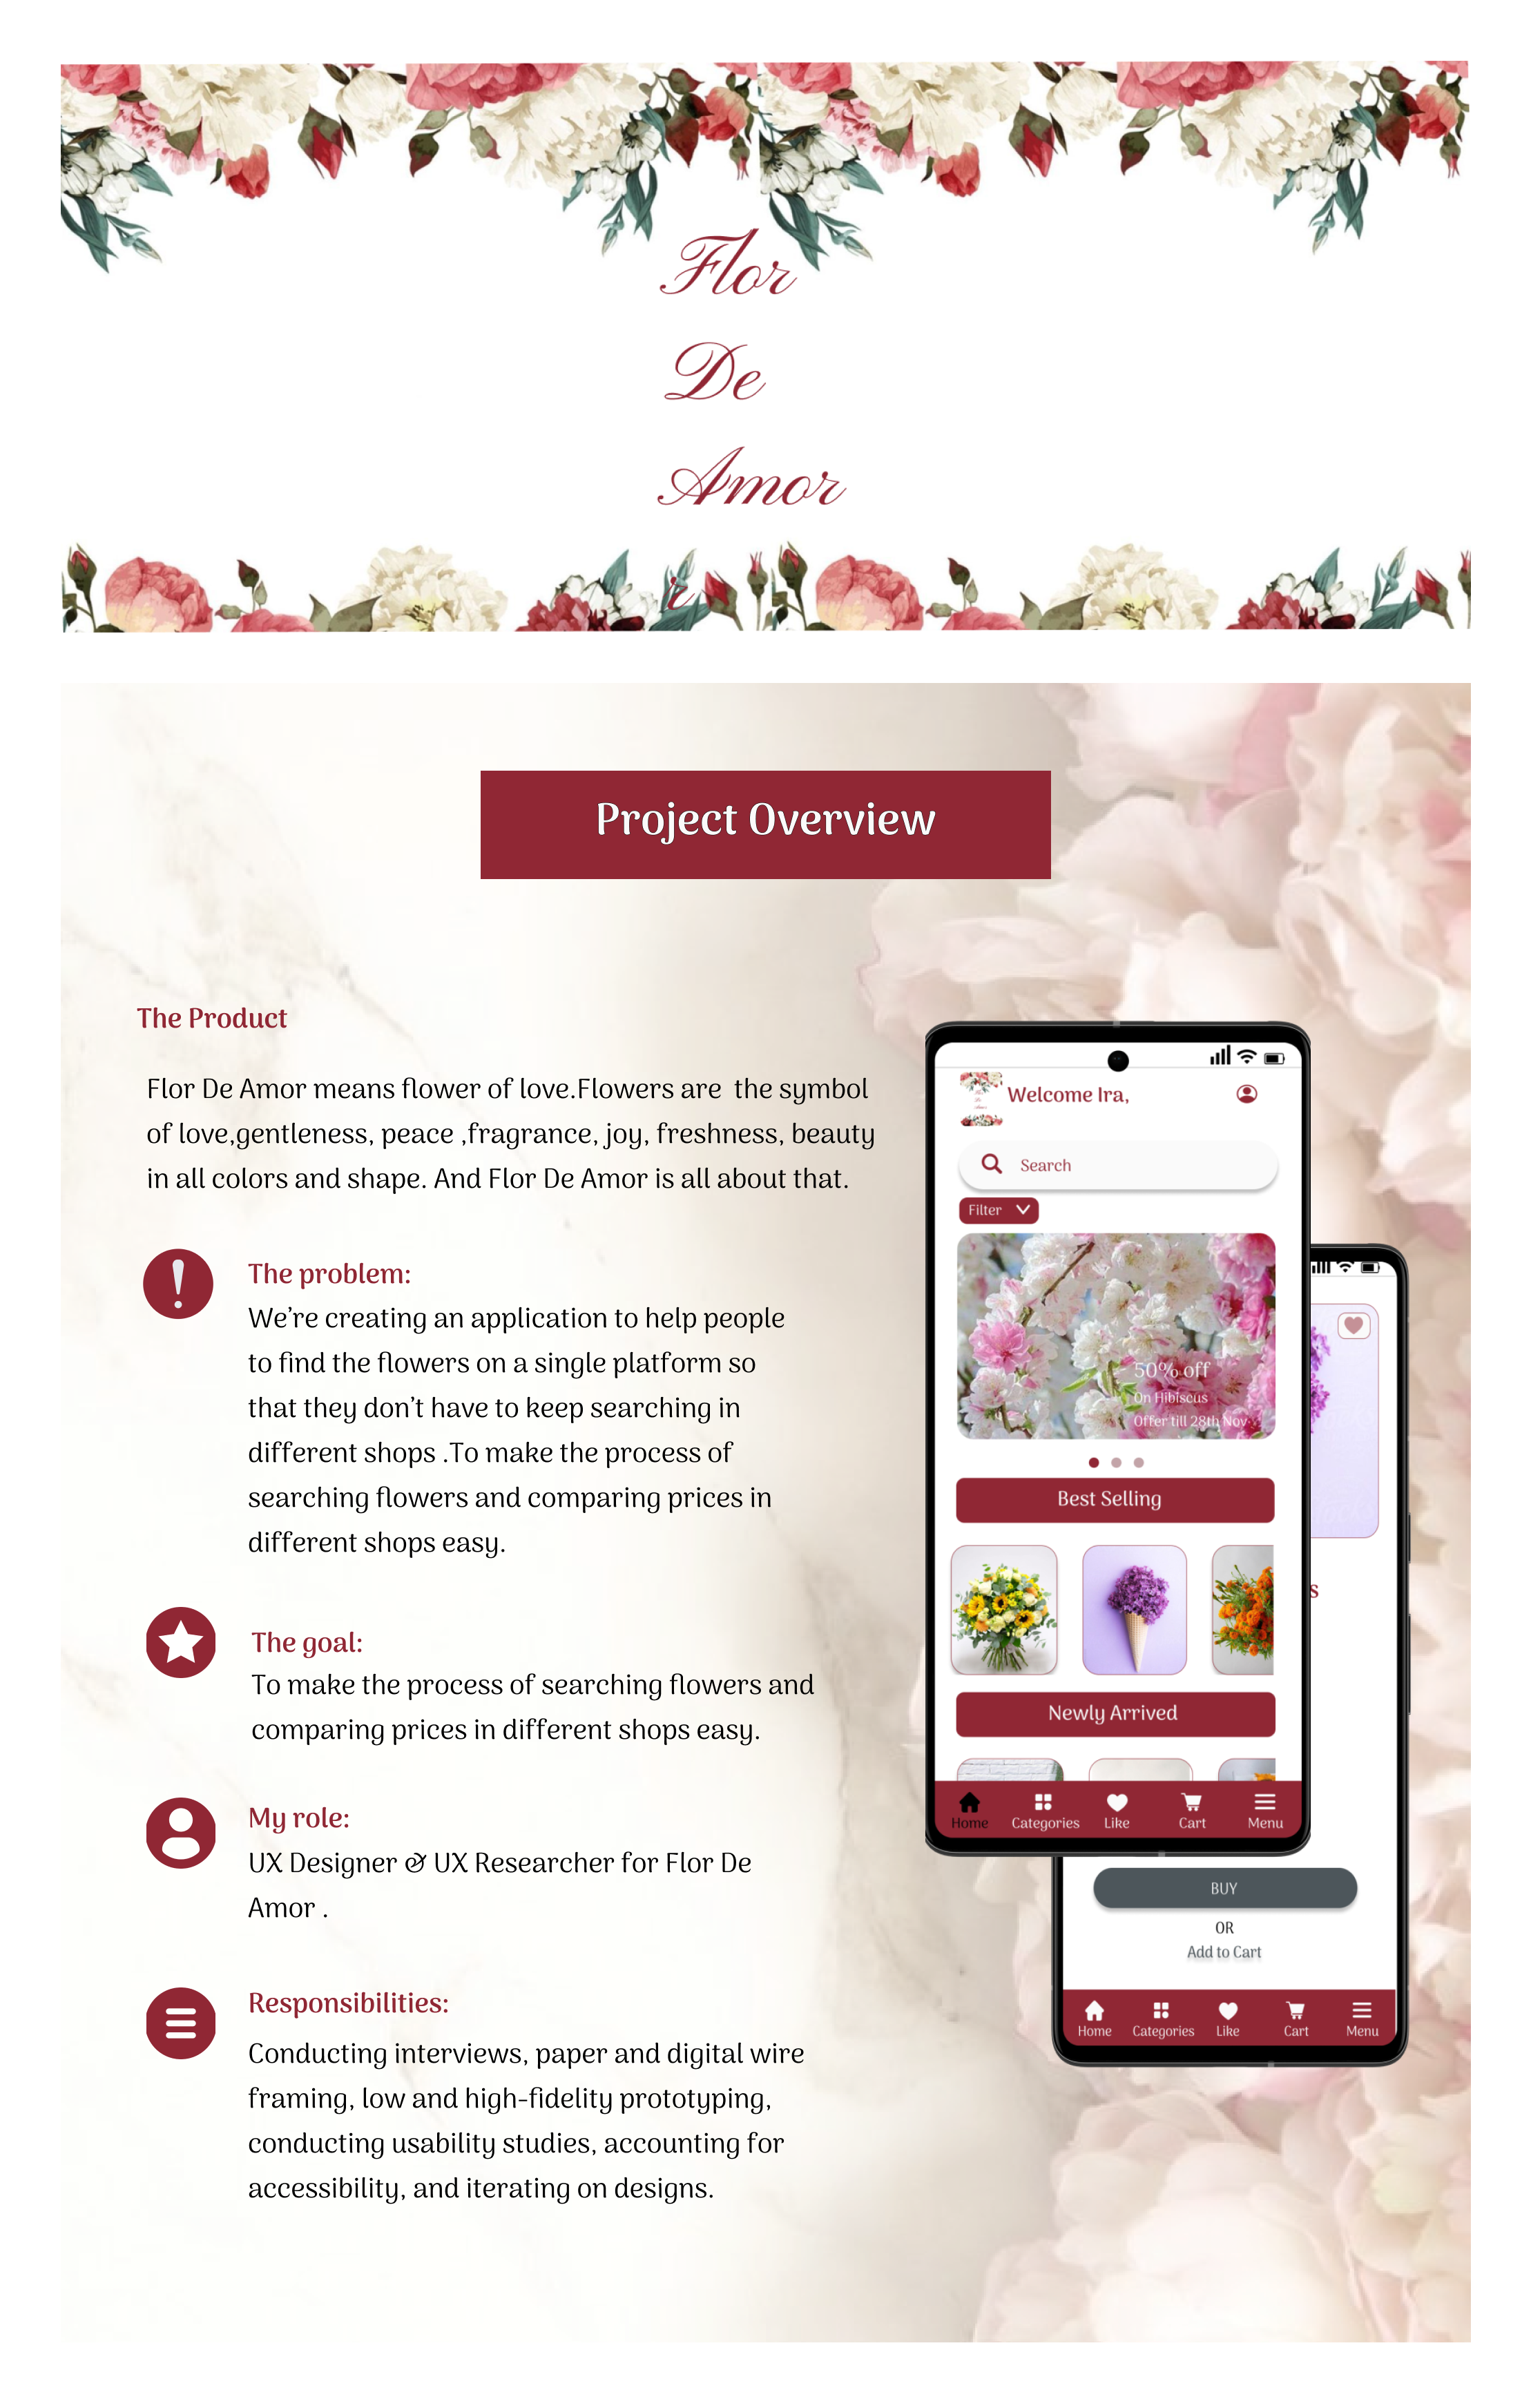 Flor
De
Amor
r
Project Overview
The Product
Flor De Amor means flower of love.Flowers are  the symbol
of love,gentleness, peace ,fragrance, joy, freshness, beauty
in all colors and shape. And Flor De Amor is all about that.
The problem:
We’re creating an application to help people
to find the flowers on a single platform so
that they don’t have to keep searching in
different shops .To make the process of
searching flowers and comparing prices in
different shops easy.
The goal:
To make the process of searching flowers and
comparing prices in different shops easy.
My role:
UX Designer & UX Researcher for Flor De
Amor .
Responsibilities:
Conducting interviews, paper and digital wire
framing, low and high-fidelity prototyping,
conducting usability studies, accounting for
accessibility, and iterating on designs.
Welcome Ira,
Search
Filter
50% off
On Hibiscus
Offer till 28th Nov
Best Selling
Newly Arrived
Home Categories Like Cart Menu
s
BUY
OR
Add to Cart
Home Categories Like Cart Menu